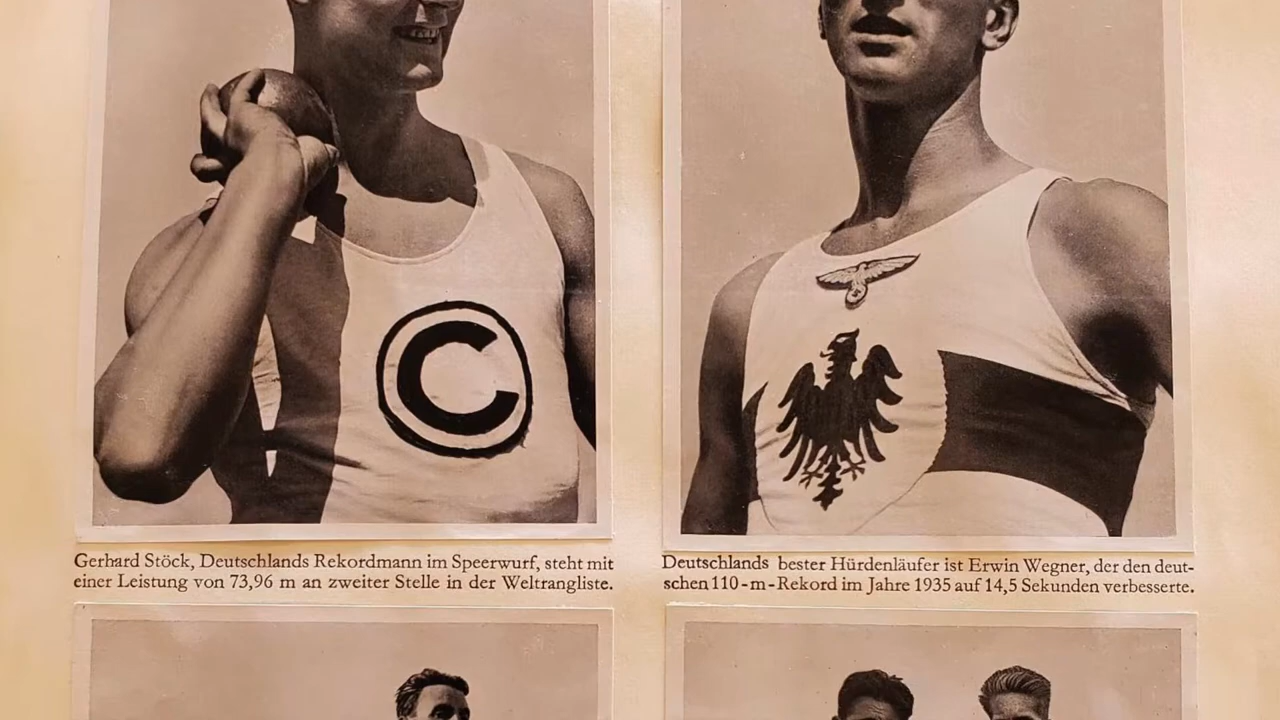 C
Gerhard Stöck, Deutschlands Rekordmann im Speerwurf, steht mit
einer Leistung von 73,96 m an zweiter Stelle in der Weltrangliste.
Deutschlands bester Hürdenläufer ist Erwin Wegner, der den deut-
schen 110-m-Rekord im Jahre 1935 auf 14,5 Sekunden verbesserte.